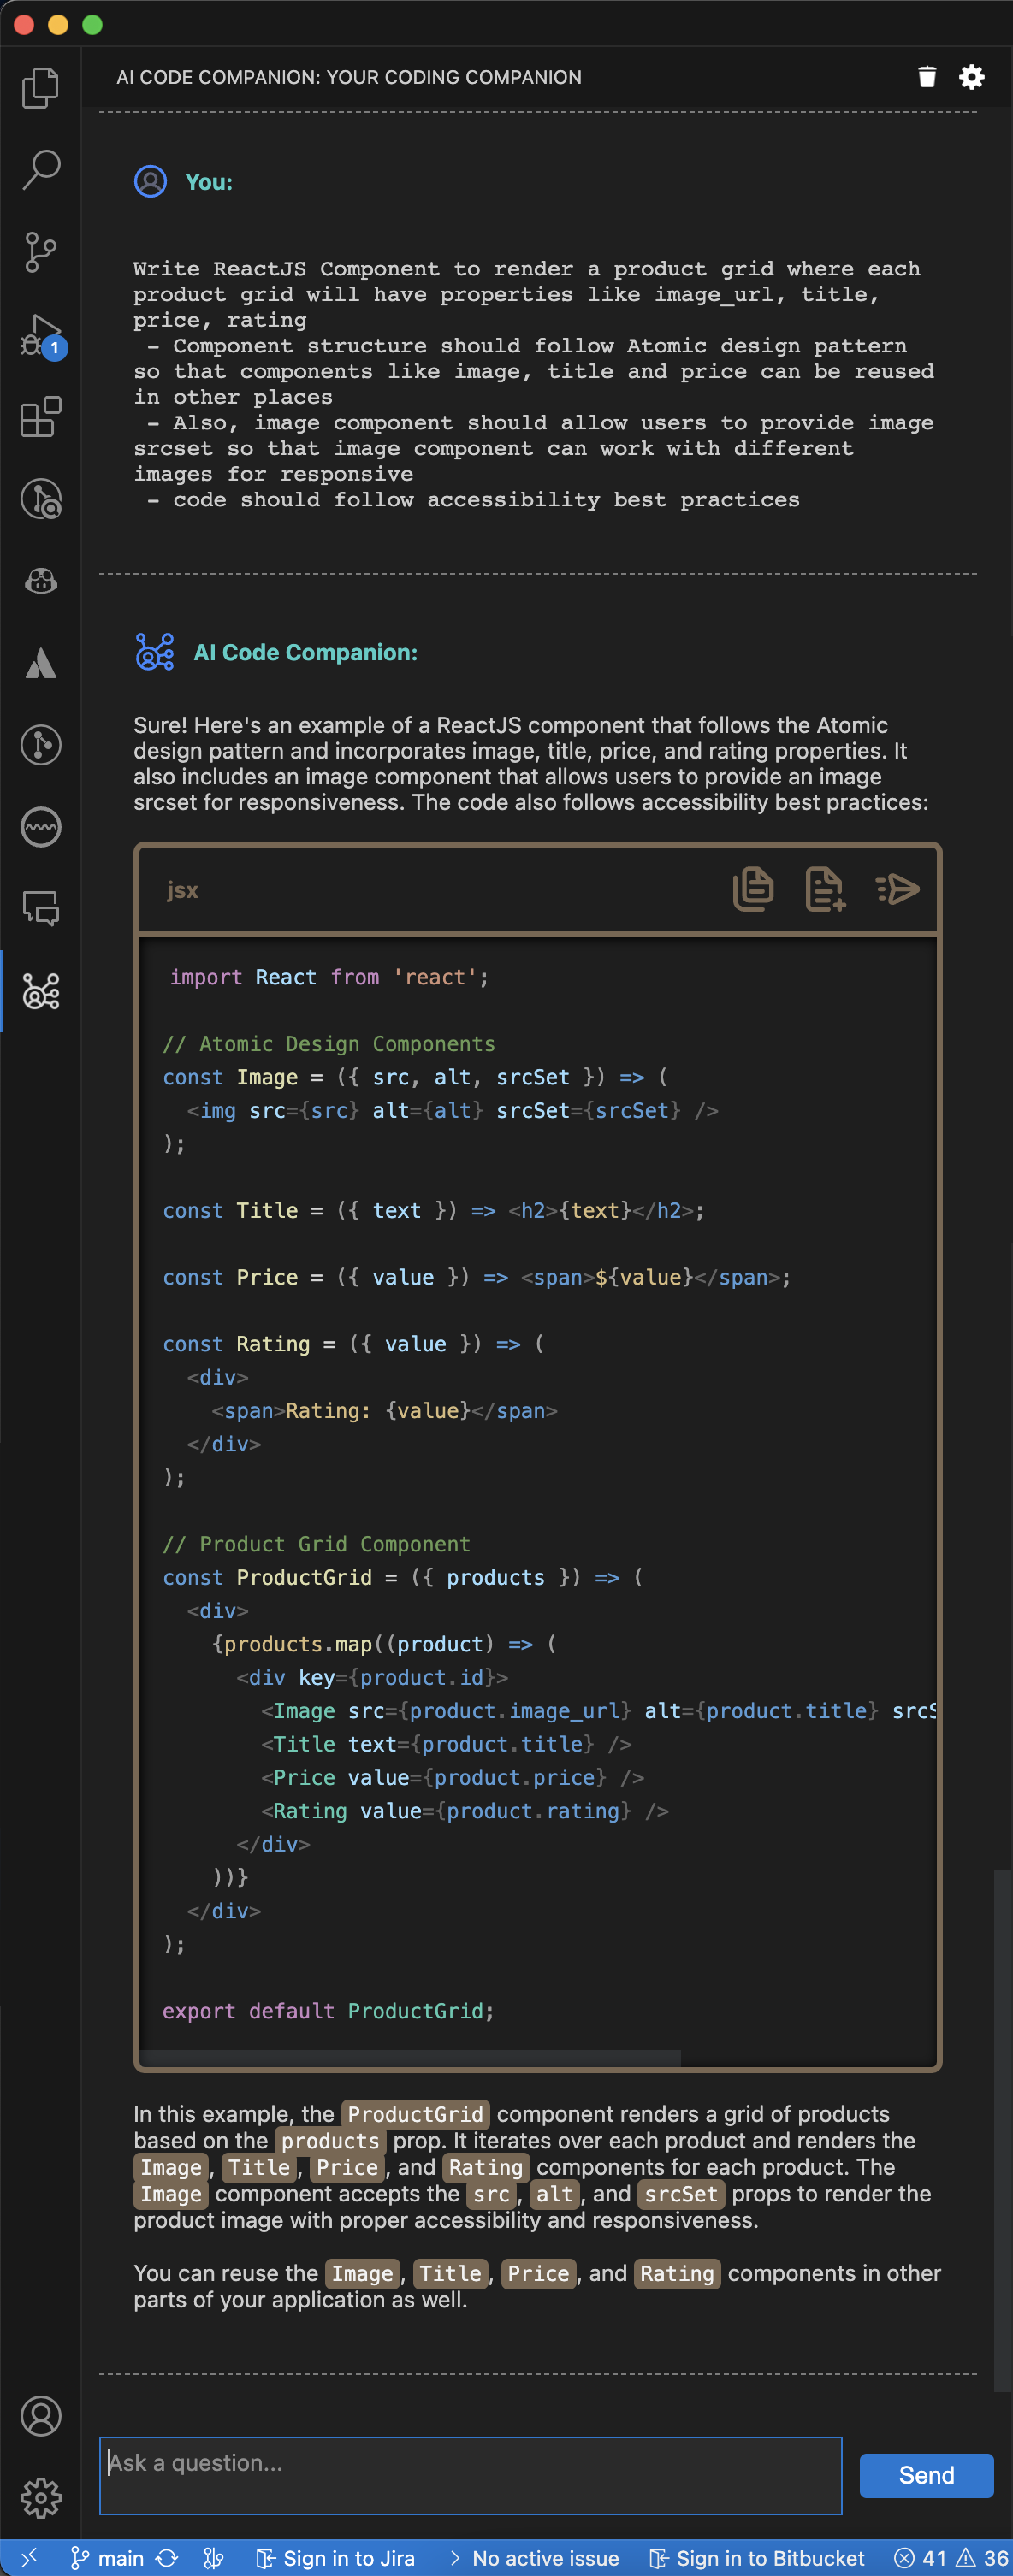 AI CODE COMPANION: YOUR CODING COMPANION
You:
Write ReactJS Component to render a product grid where each
product grid will have properties like image_url, title,
price, rating
 - Component structure should follow Atomic design pattern
so that components like image, title and price can be reused
in other places
 - Also, image component should allow users to provide image
srcset so that image component can work with different
images for responsive
 - code should follow accessibility best practices
1
AI Code Companion:
Sure! Here's an example of a ReactJS component that follows the Atomic
design pattern and incorporates image, title, price, and rating properties. It
also includes an image component that allows users to provide an image
srcset for responsiveness. The code also follows accessibility best practices:
jsx
import React from 'react';
// Atomic Design Components
const Image = ({ src, alt, srcSet }) => (
  <img src={src} alt={alt} srcSet={srcSet} />
);
const Title = ({ text }) => <h2>{text}</h2>;
const Price = ({ value }) => <span>${value}</span>;
const Rating = ({ value }) => (
  <div>
    <span>Rating: {value}</span>
  </div>
);
// Product Grid Component
const ProductGrid = ({ products }) => (
  <div>
    {products.map((product) => (
      <div key={product.id}>
        <Image src={product.image_url} alt={product.title} srcS
        <Title text={product.title} />
        <Price value={product.price} />
        <Rating value={product.rating} />
      </div>
    ))}
  </div>
);
export default ProductGrid;
In this example, the ProductGrid component renders a grid of products
based on the products prop. It iterates over each product and renders the
Image, Title, Price, and Rating components for each product. The
Image component accepts the src, alt, and srcSet props to render the
product image with proper accessibility and responsiveness.
You can reuse the Image, Title, Price, and Rating components in other
parts of your application as well.
Ask a question...
Send
main Sign in to Jira No active issue Sign in to Bitbucket 41 36